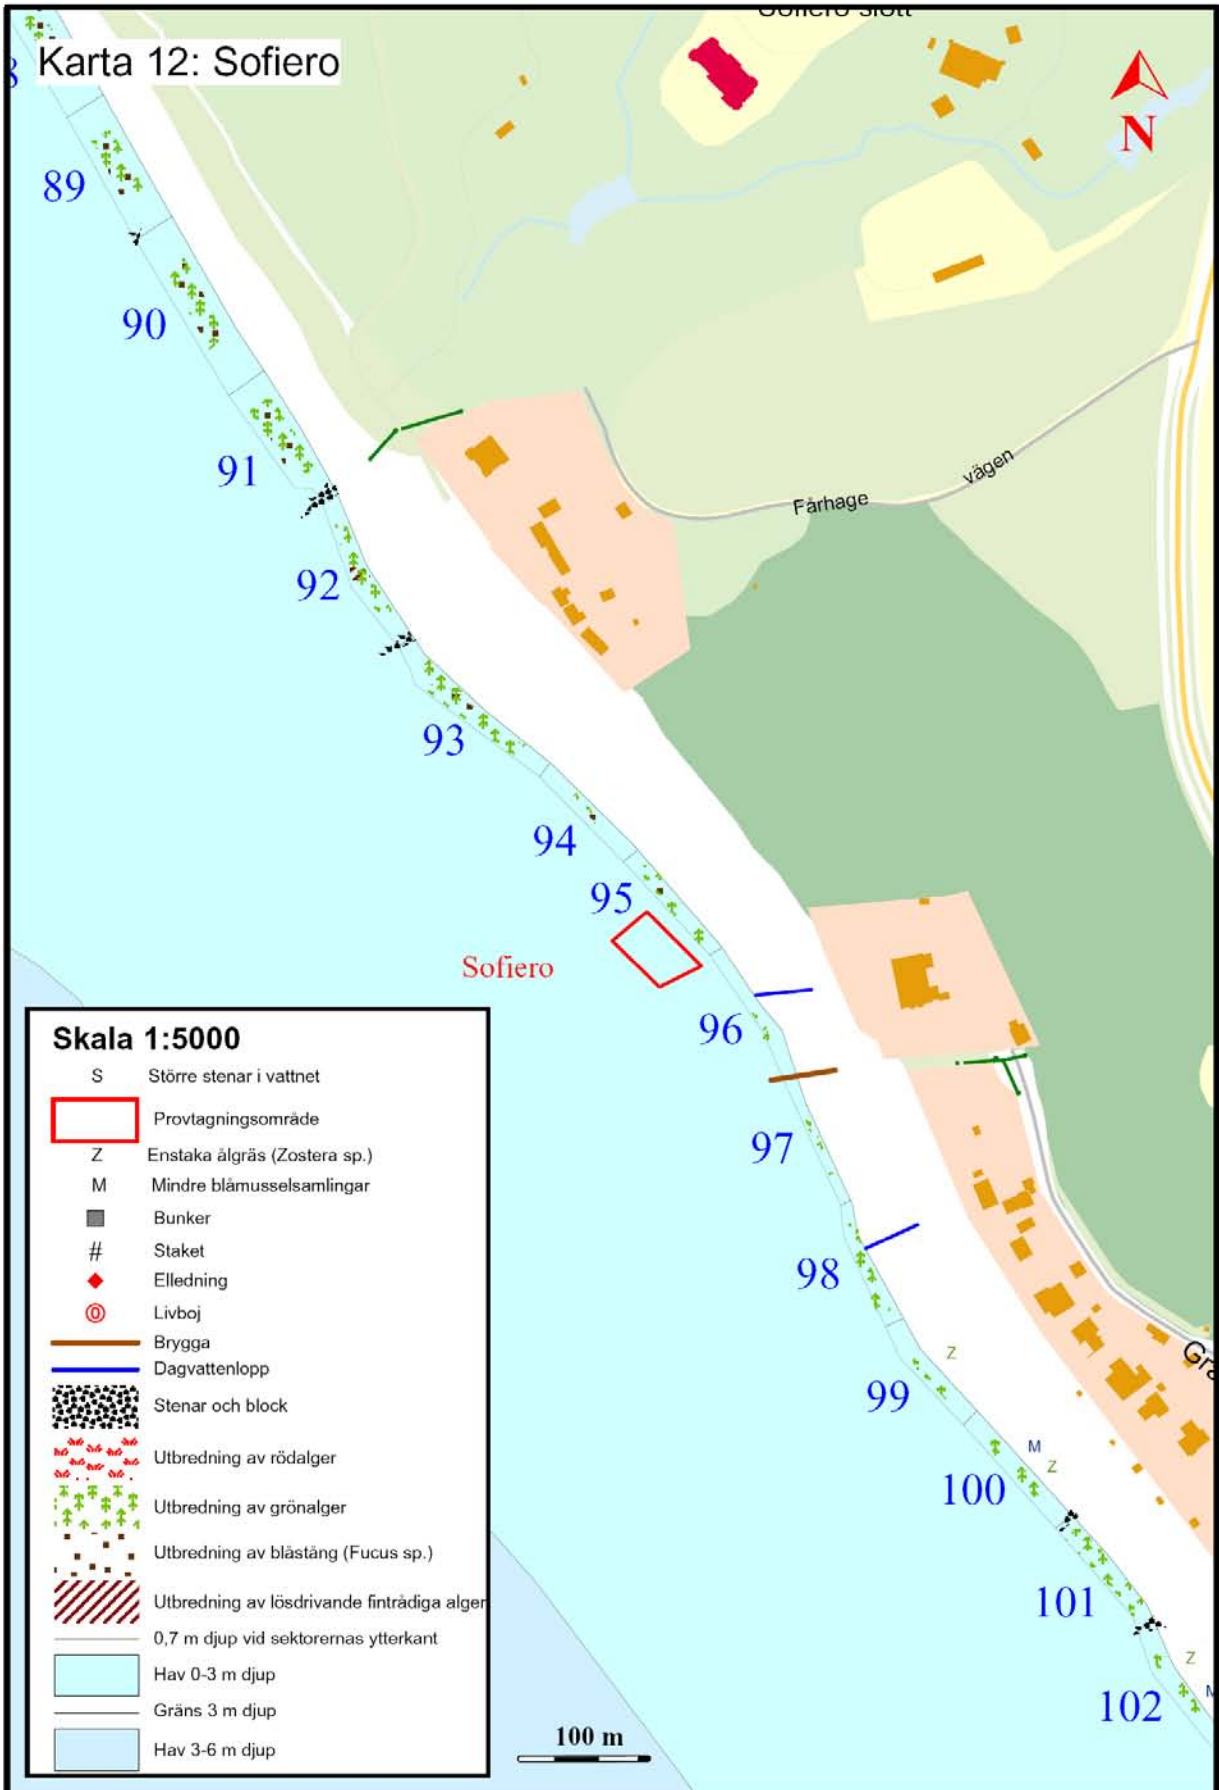 Sofiero slott
Karta 12: Sofiero
N
8
89
90
91
92
93
94
95
96
97
98
99
100
101
102
Fårhage
vägen
Sofiero
Z
M
Z
Z
M
Skala 1:5000
S Större stenar i vattnet
Provtagningsområde
Z Enstaka ålgräs (Zostera sp.)
M Mindre blåmusselsamlingar
Bunker
# Staket
Elledning
Livboj
Brygga
Dagvattenlopp
Stenar och block
Utbredning av rödalger
Utbredning av grönalger
Utbredning av blåstång (Fucus sp.)
Utbredning av lösdrivande fintrådiga alger
0,7 m djup vid sektorernas ytterkant
Hav 0-3 m djup
Gräns 3 m djup
Hav 3-6 m djup
100 m